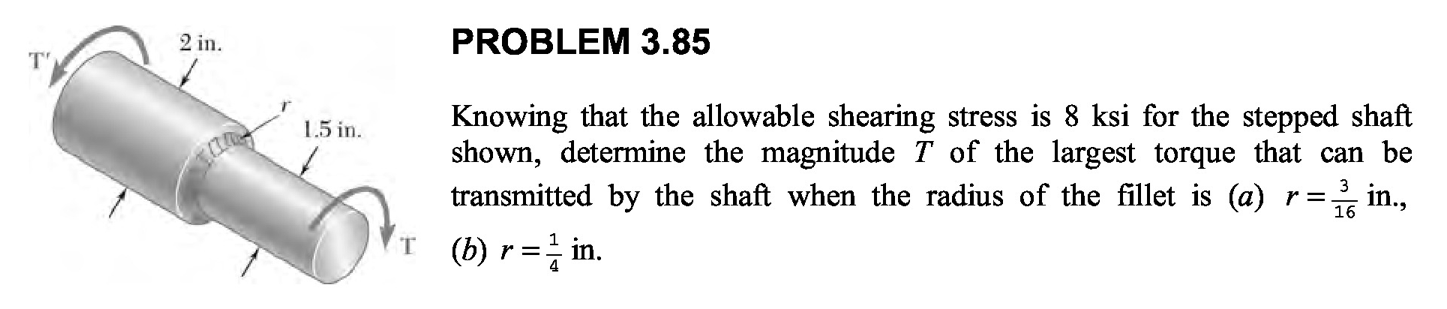 PROBLEM 3.85
T′
2 in.
r
1.5 in.
T
Knowing that the allowable shearing stress is 8 ksi for the stepped shaft
shown, determine the magnitude T of the largest torque that can be
transmitted by the shaft when the radius of the fillet is (a) r = 3/16 in.,
(b) r = 1/4 in.